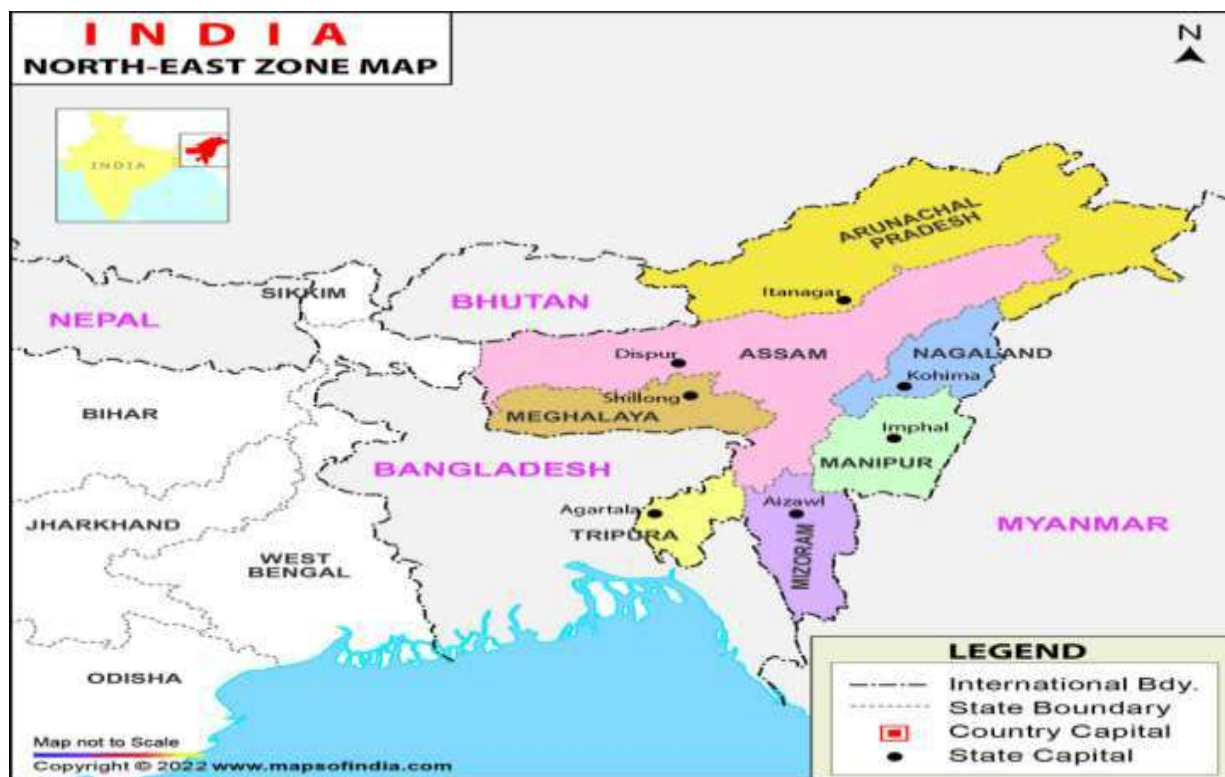 INDIA
NORTH-EAST ZONE MAP
N
INDIA
ARUNACHAL
PRADESH
SIKKIM
BHUTAN
NEPAL
Itanagar
Dispur
ASSAM
NAGALAND
Kohima
Shillong
MEGHALAYA
BIHAR
Imphal
MANIPUR
BANGLADESH
Agartala
Aizawl
TRIPURA
MIZORAM
MYANMAR
JHARKHAND
WEST
BENGAL
ODISHA
LEGEND
International Bdy.
State Boundary
Country Capital
State Capital
Map not to Scale
Copyright © 2022 www.mapsofindia.com